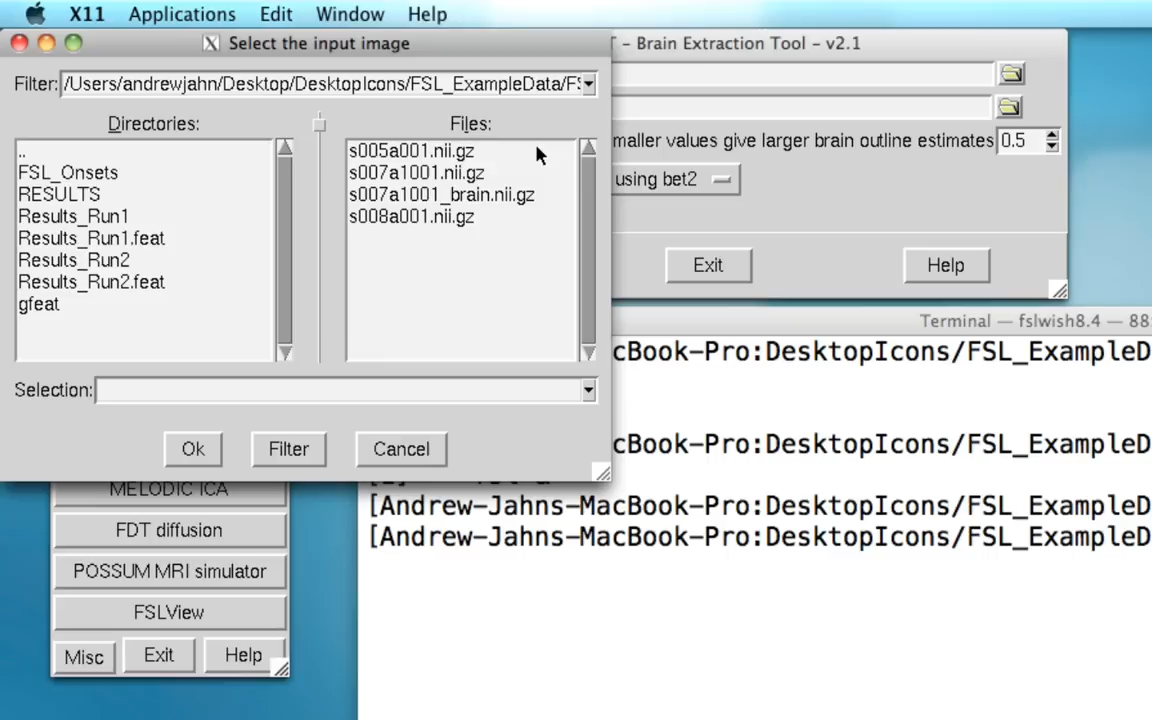 X11 Applications Edit Window Help
X Select the input image
Filter: /Users/andrewjahn/Desktop/DesktopIcons/FSL_ExampleData/FS
Directories:
..
FSL_Onsets
RESULTS
Results_Run1
Results_Run1.feat
Results_Run2
Results_Run2.feat
gfeat
Files:
s005a001.nii.gz
s007a1001.nii.gz
s007a1001_brain.nii.gz
s008a001.nii.gz
Selection:
Ok Filter Cancel
– Brain Extraction Tool – v2.1
maller values give larger brain outline estimates 0.5
using bet2
Exit Help
Terminal — fslwish8.4 — 88
cBook-Pro:DesktopIcons/FSL_ExampleD
cBook-Pro:DesktopIcons/FSL_ExampleD
[Andrew-Jahns-MacBook-Pro:DesktopIcons/FSL_ExampleD
[Andrew-Jahns-MacBook-Pro:DesktopIcons/FSL_ExampleD
MELODIC ICA
FDT diffusion
POSSUM MRI simulator
FSLView
Misc Exit Help